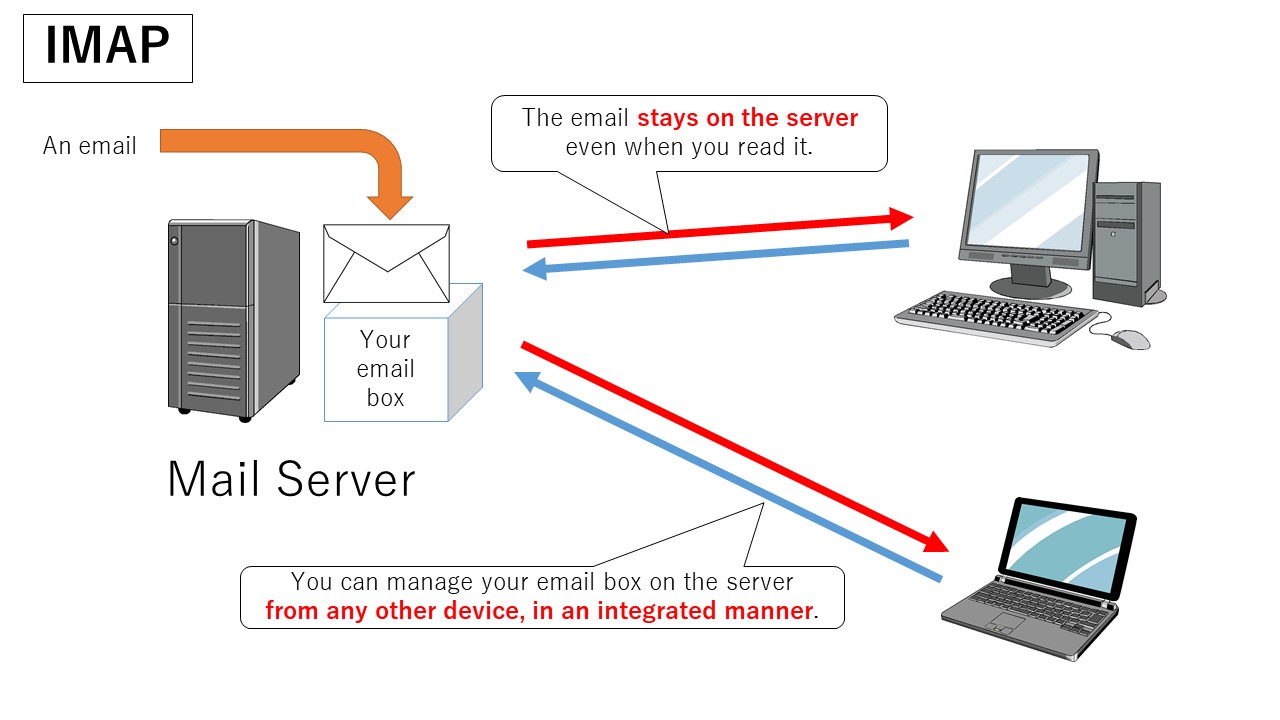 IMAP
An email
The email stays on the server
even when you read it.
Your
email
box
Mail Server
You can manage your email box on the server
from any other device, in an integrated manner.